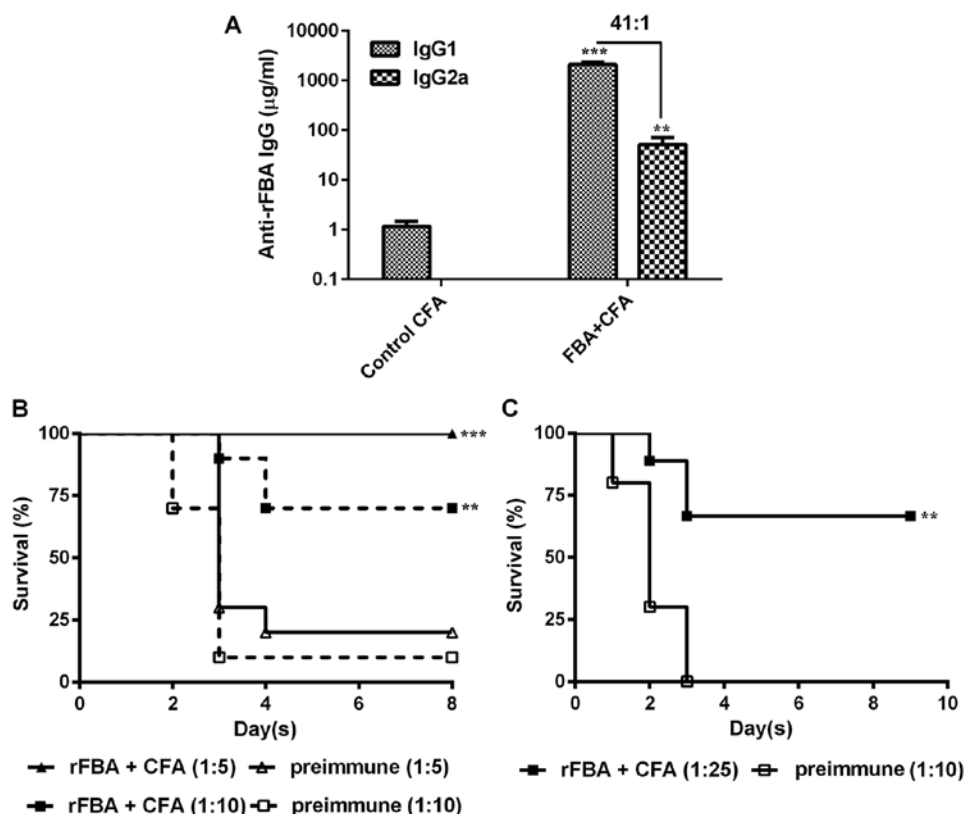 A
41:1
Anti-rFBA IgG (µg/ml)
10000
1000
100
10
1
0.1
IgG1
IgG2a
***
**
Control CFA
FBA+CFA
B
Survival (%)
100
75
50
25
0
0 2 4 6 8
Day(s)
***
**
rFBA + CFA (1:5) preimmune (1:5)
rFBA + CFA (1:10) preimmune (1:10)
C
Survival (%)
100
75
50
25
0
0 2 4 6 8 10
Day(s)
**
rFBA + CFA (1:25) preimmune (1:10)